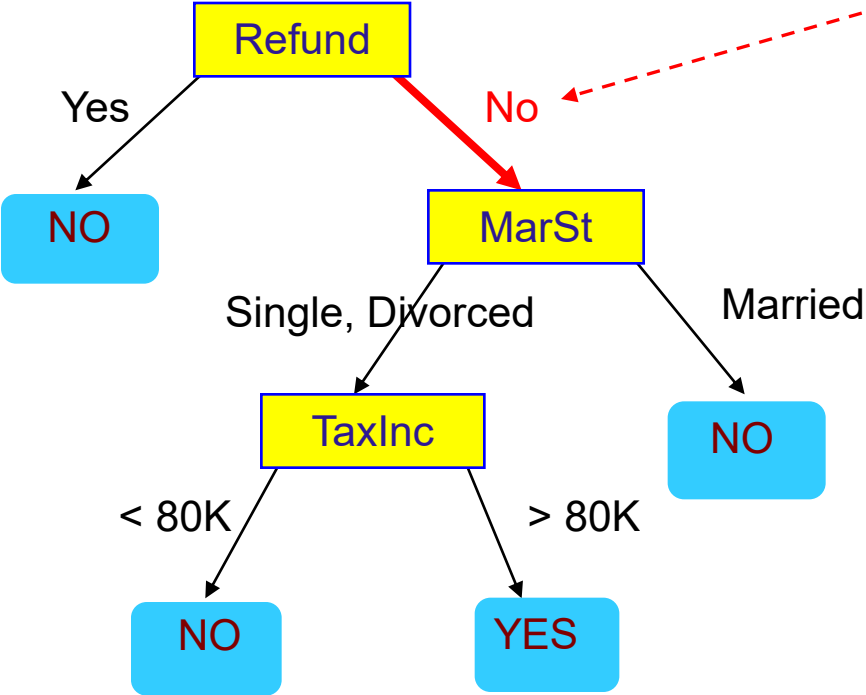 Refund
Yes
No
NO
MarSt
Single, Divorced
Married
TaxInc
NO
< 80K
> 80K
NO
YES